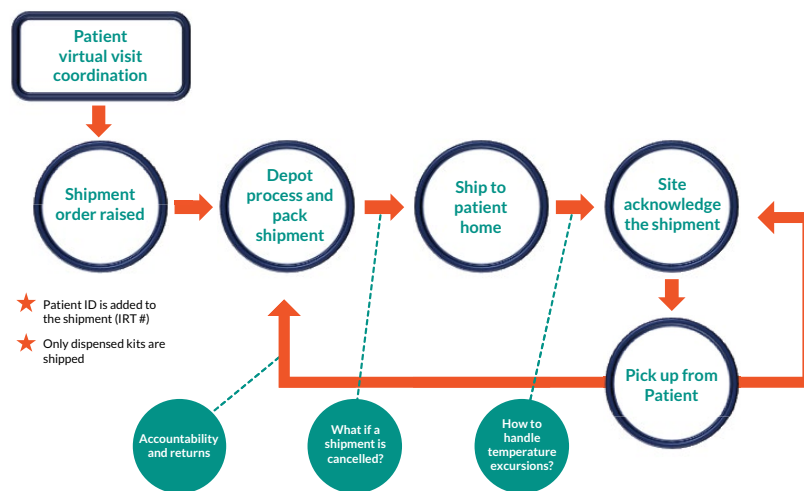 Patient
virtual visit
coordination
Shipment
order raised
Depot
process and
pack
shipment
Ship to
patient
home
Site
acknowledge
the shipment
Patient ID is added to
the shipment (IRT #)
Only dispensed kits are
shipped
Pick up from
Patient
Accountability
and returns
What if a
shipment is
cancelled?
How to
handle
temperature
excursions?